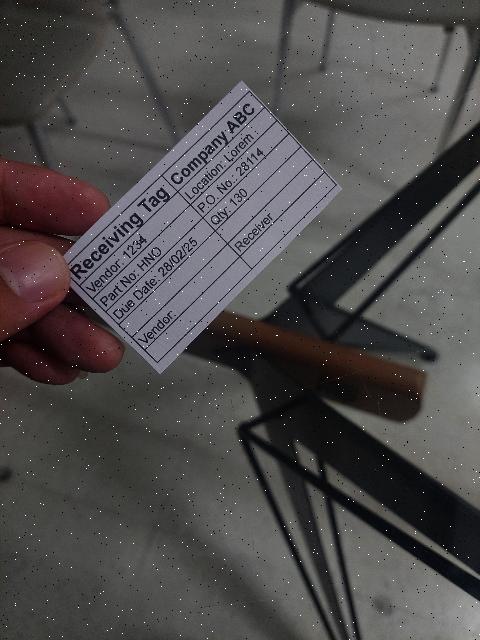 Receiving Tag Company ABC
Vendor: 1234 Location: Lorem
Part No: HNO P.O. No.: 28114
Due Date: 28/02/25 Qty: 130
Vendor: Receiver